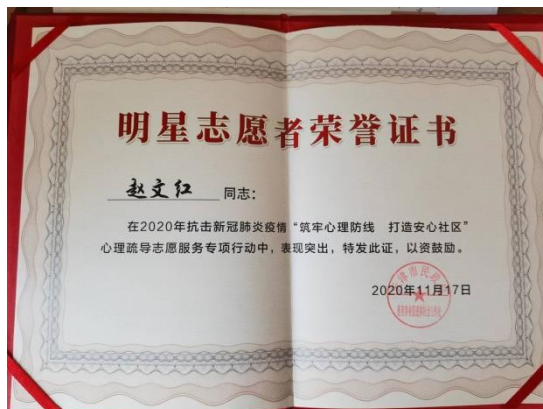 明星志愿者荣誉证书
赵文红 同志:
在2020年抗击新冠肺炎疫情“筑牢心理防线 打造安心社区”
心理疏导志愿服务专项行动中，表现突出，特发此证，以资鼓励。
津市民政
2020年11月17日